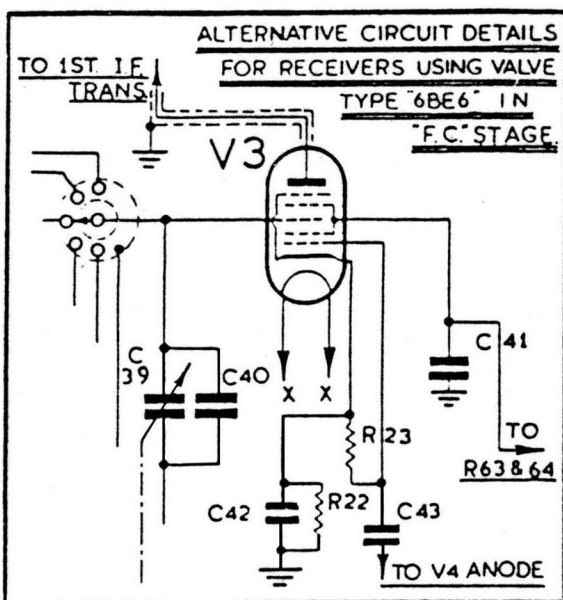 ALTERNATIVE CIRCUIT DETAILS
FOR RECEIVERS USING VALVE
TYPE "6BE6" IN
"F.C." STAGE.
TO 1ST. I.F.
TRANS.
V3
C
39
C40
X X
C41
R23
TO
R63 & 64
C42
R22
C43
TO V4 ANODE